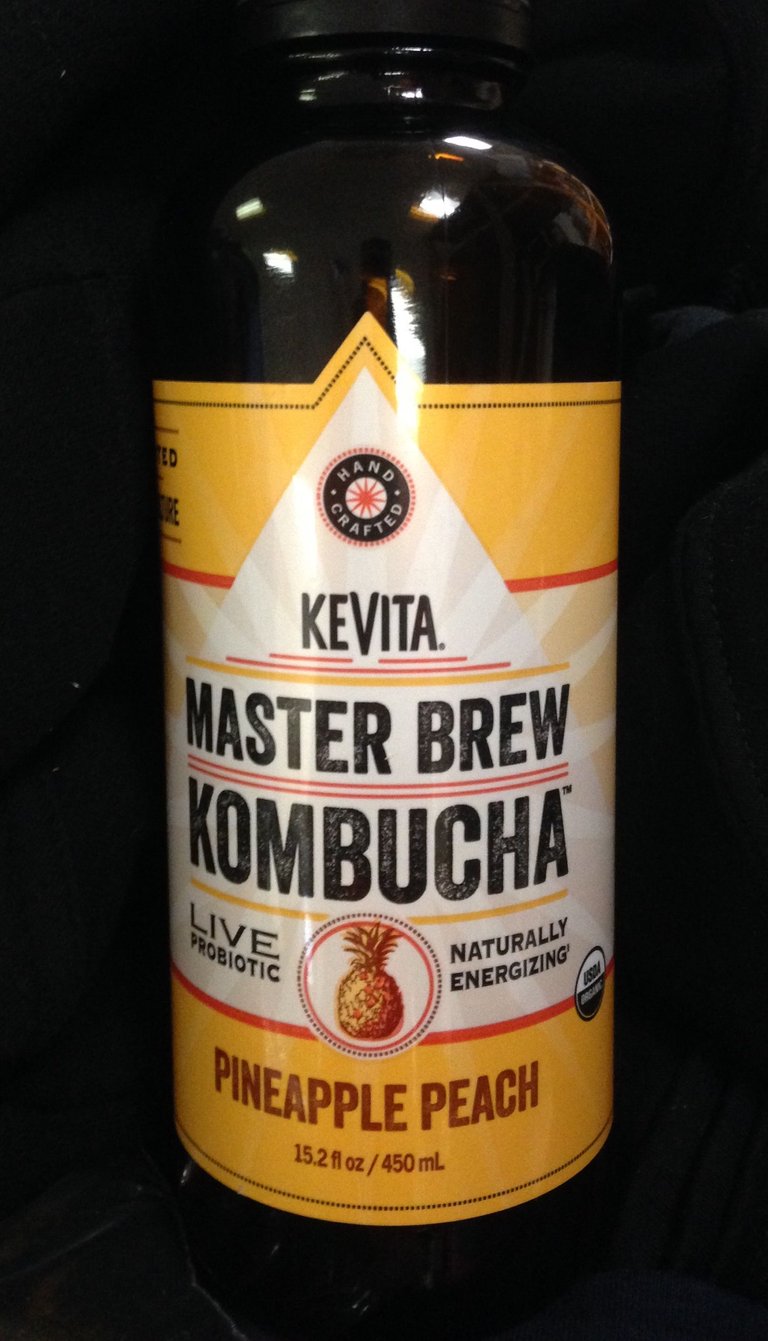 HAND
CRAFTED
KEVITA®
MASTER BREW
KOMBUCHA™
LIVE
PROBIOTIC
NATURALLY
ENERGIZING‡
USDA
ORGANIC
PINEAPPLE PEACH
15.2 fl oz / 450 mL